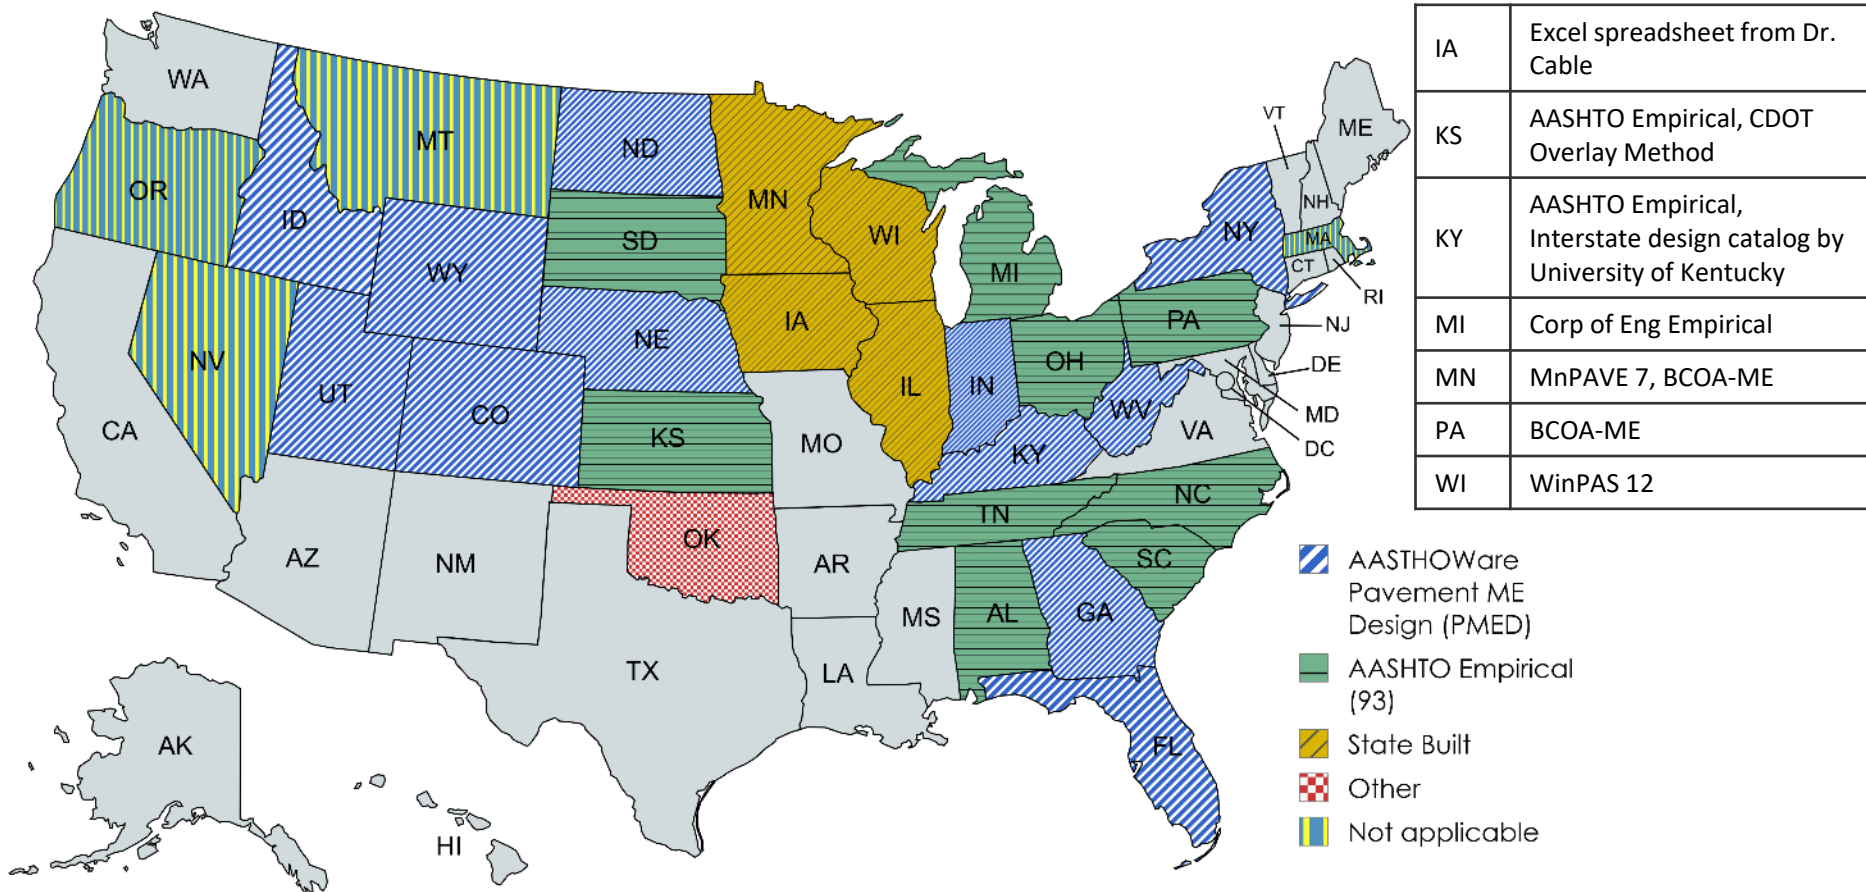 WA
OR
CA
NV
ID
MT
WY
UT
CO
AZ
NM
ND
SD
NE
KS
OK
TX
MN
IA
MO
AR
LA
WI
IL
MS
MI
IN
OH
KY
TN
AL
GA
FL
SC
NC
VA
WV
PA
NY
VT
NH
ME
MA
CT
RI
NJ
DE
MD
DC
AK
HI
IA
Excel spreadsheet from Dr.
Cable
KS
AASHTO Empirical, CDOT
Overlay Method
KY
AASHTO Empirical,
Interstate design catalog by
University of Kentucky
MI
Corp of Eng Empirical
MN
MnPAVE 7, BCOA-ME
PA
BCOA-ME
WI
WinPAS 12
AASTHOWare
Pavement ME
Design (PMED)
AASHTO Empirical
(93)
State Built
Other
Not applicable